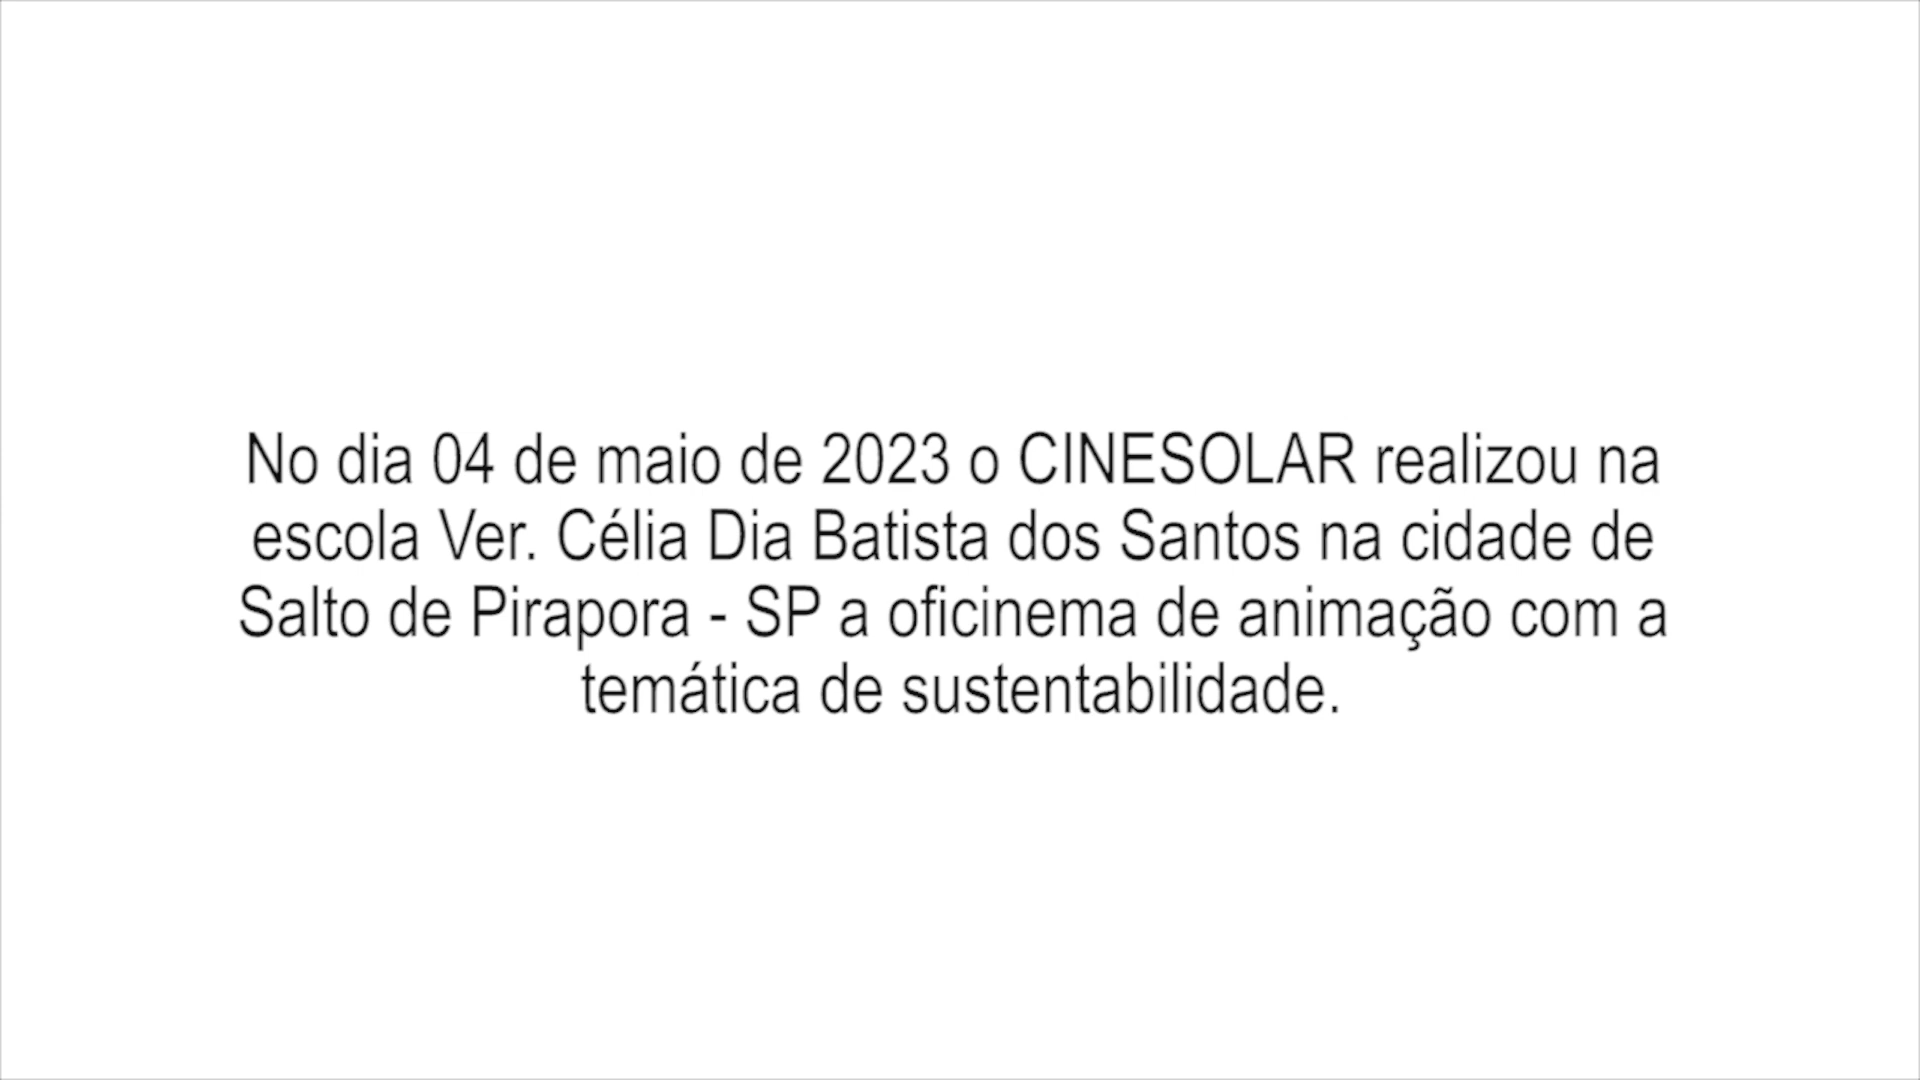 No dia 04 de maio de 2023 o CINESOLAR realizou na
escola Ver. Célia Dia Batista dos Santos na cidade de
Salto de Pirapora - SP a oficinema de animação com a
temática de sustentabilidade.